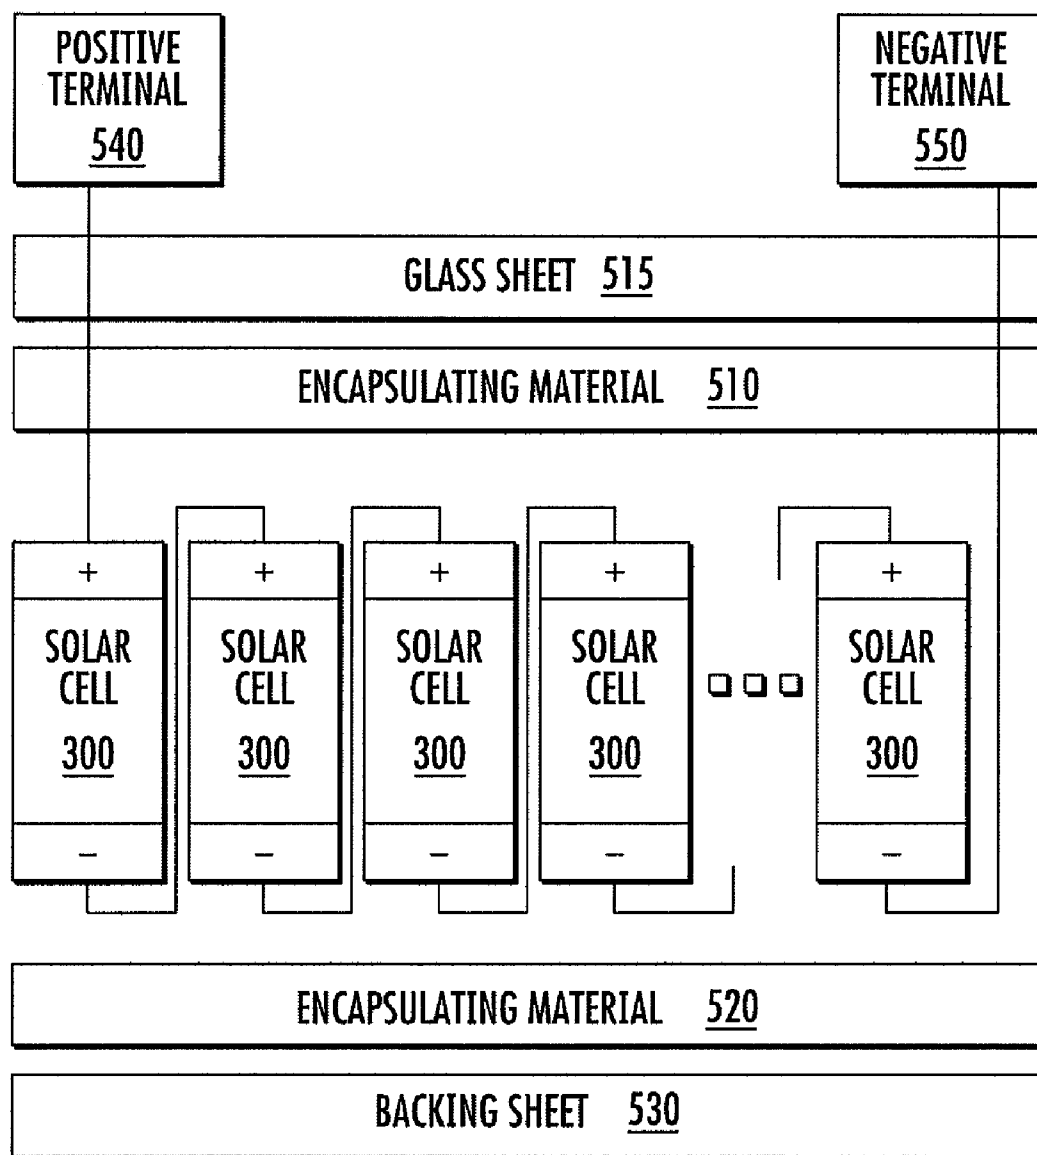 POSITIVE
TERMINAL
540
NEGATIVE
TERMINAL
550
GLASS SHEET 515
ENCAPSULATING MATERIAL 510
+ + + + +
SOLAR
CELL
300
SOLAR
CELL
300
SOLAR
CELL
300
SOLAR
CELL
300
SOLAR
CELL
300
− − − − −
ENCAPSULATING MATERIAL 520
BACKING SHEET 530